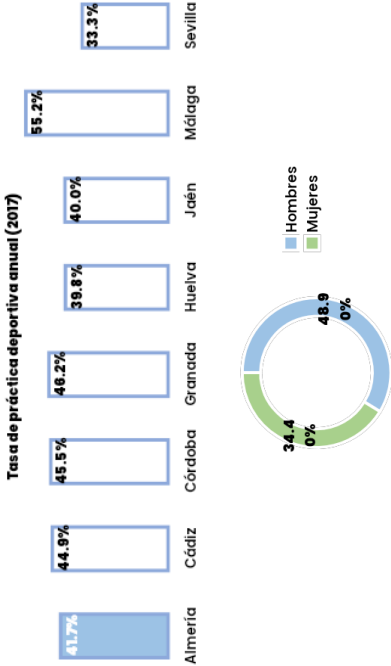 Tasa de práctica deportiva anual (2017)
41.7%
44.9%
45.5%
46.2%
39.8%
40.0%
55.2%
33.3%
Almería
Cádiz
Córdoba
Granada
Huelva
Jaén
Málaga
Sevilla
34.4
0%
48.9
0%
Hombres
Mujeres